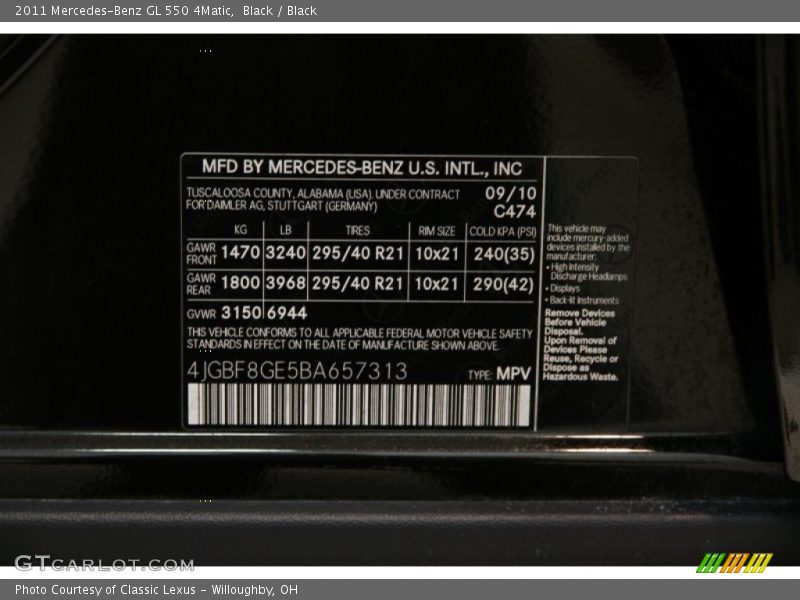 2011 Mercedes-Benz GL 550 4Matic,  Black / Black
MFD BY MERCEDES-BENZ U.S. INTL., INC
TUSCALOOSA COUNTY, ALABAMA (USA), UNDER CONTRACT
FOR DAIMLER AG, STUTTGART (GERMANY)
09/10
C474
KG LB TIRES RIM SIZE COLD KPA (PSI)
GAWR FRONT 1470 3240 295/40 R21 10x21 240(35)
GAWR REAR 1800 3968 295/40 R21 10x21 290(42)
GVWR 3150 6944
THIS VEHICLE CONFORMS TO ALL APPLICABLE FEDERAL MOTOR VEHICLE SAFETY
STANDARDS IN EFFECT ON THE DATE OF MANUFACTURE SHOWN ABOVE.
4JGBF8GE5BA657313 TYPE: MPV
This vehicle may
include mercury-added
devices installed by the
manufacturer:
• High Intensity
Discharge Headlamps
• Displays
• Back-lit Instruments
Remove Devices
Before Vehicle
Disposal.
Upon Removal of
Devices Please
Reuse, Recycle or
Dispose as
Hazardous Waste.
GTCARLOT.COM
Photo Courtesy of Classic Lexus - Willoughby, OH